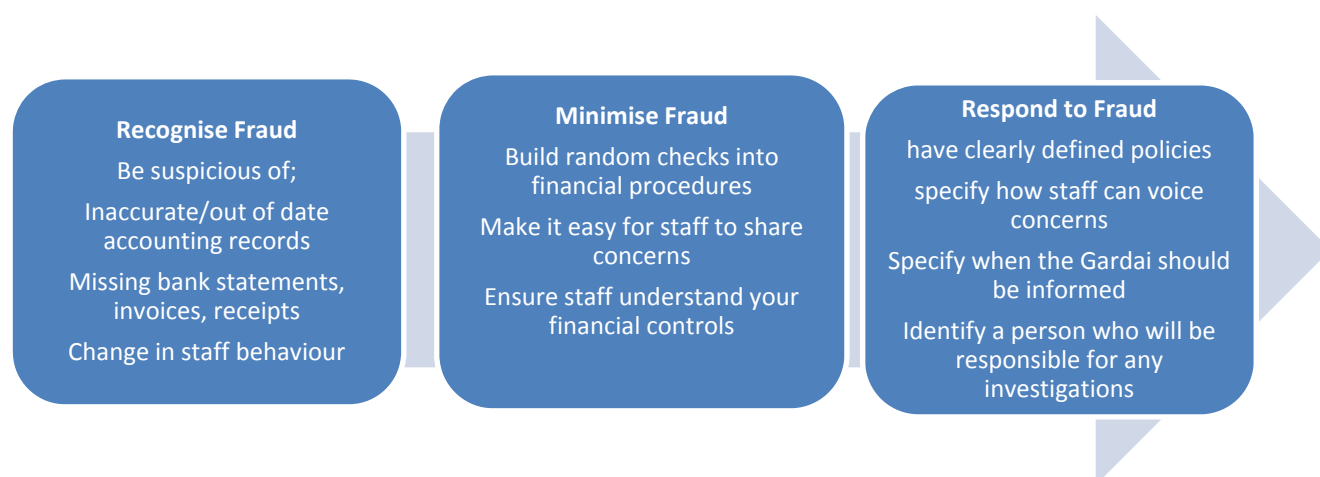 Recognise Fraud
Be suspicious of;
Inaccurate/out of date
accounting records
Missing bank statements,
invoices, receipts
Change in staff behaviour
Minimise Fraud
Build random checks into
financial procedures
Make it easy for staff to share
concerns
Ensure staff understand your
financial controls
Respond to Fraud
have clearly defined policies
specify how staff can voice
concerns
Specify when the Gardai should
be informed
Identify a person who will be
responsible for any
investigations